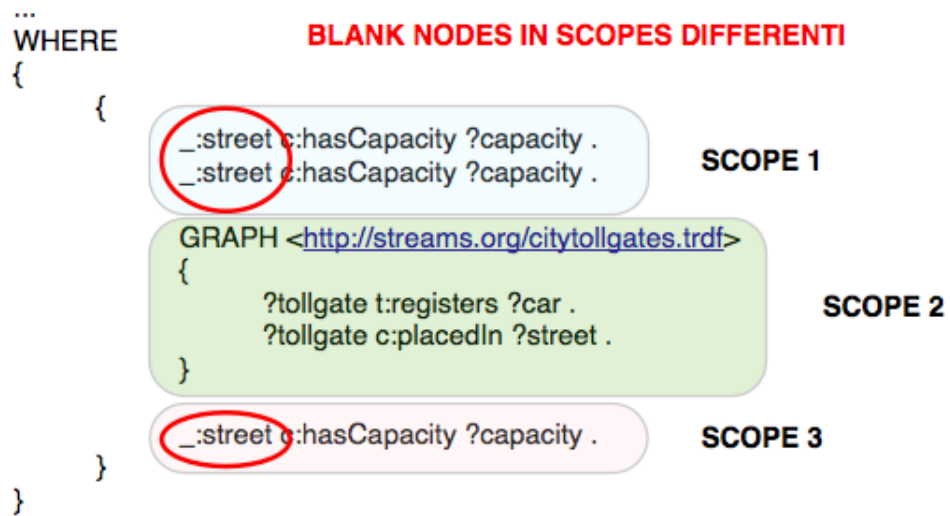 ...
WHERE
BLANK NODES IN SCOPES DIFFERENTI
{
{
_:street c:hasCapacity ?capacity .
_:street c:hasCapacity ?capacity .
SCOPE 1
GRAPH <http://streams.org/citytollgates.trdf>
{
?tollgate t:registers ?car .
?tollgate c:placedIn ?street .
SCOPE 2
}
_:street c:hasCapacity ?capacity .
SCOPE 3
}
}